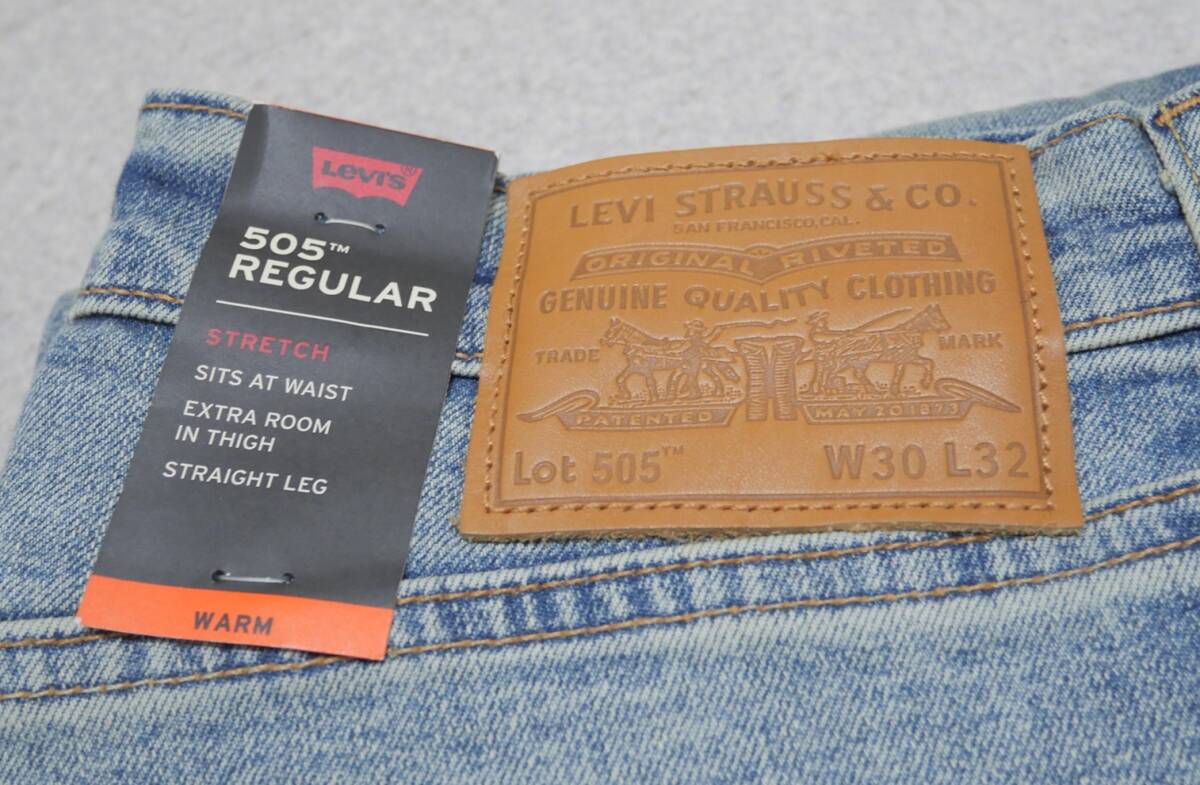 Levi's®
505™
REGULAR
STRETCH
SITS AT WAIST
EXTRA ROOM
IN THIGH
STRAIGHT LEG
WARM
LEVI STRAUSS & CO.
SAN FRANCISCO, CAL.
ORIGINAL RIVETED
GENUINE QUALITY CLOTHING
TRADE MARK
PATENTED MAY 20 1873
Lot 505™ W30 L32